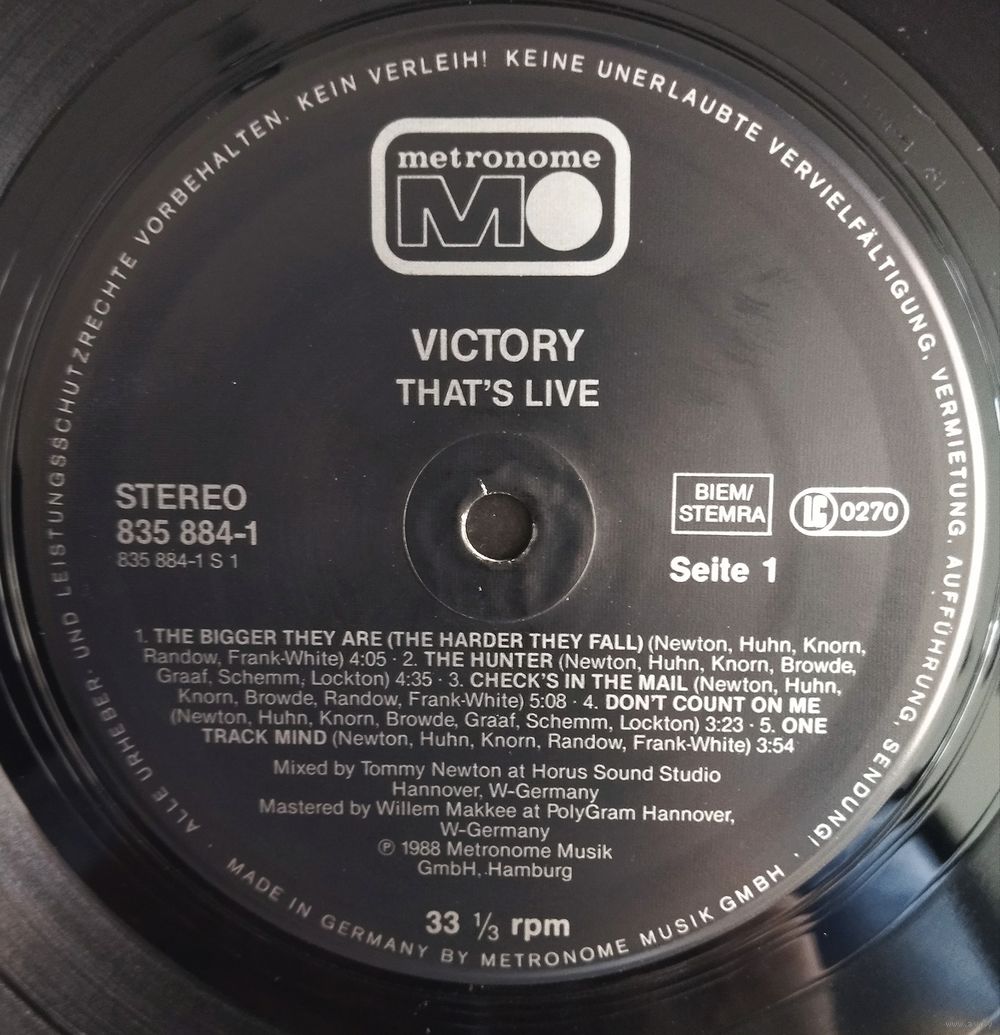 ALLE URHEBER- UND LEISTUNGSSCHUTZRECHTE VORBEHALTEN. KEIN VERLEIH! KEINE UNERLAUBTE VERVIELFÄLTIGUNG, VERMIETUNG, AUFFÜHRUNG, SENDUNG!
metronome
MO
VICTORY
THAT'S LIVE
STEREO
835 884-1
835 884-1 S 1
BIEM/
STEMRA
LC 0270
Seite 1
1. THE BIGGER THEY ARE (THE HARDER THEY FALL) (Newton, Huhn, Knorn,
Randow, Frank-White) 4:05 · 2. THE HUNTER (Newton, Huhn, Knorn, Browde,
Graaf, Schemm, Lockton) 4:35 · 3. CHECK'S IN THE MAIL (Newton, Huhn,
Knorn, Browde, Randow, Frank-White) 5:08 · 4. DON'T COUNT ON ME
(Newton, Huhn, Knorn, Browde, Graaf, Schemm, Lockton) 3:23 · 5. ONE
TRACK MIND (Newton, Huhn, Knorn, Randow, Frank-White) 3:54
Mixed by Tommy Newton at Horus Sound Studio
Hannover, W-Germany
Mastered by Willem Makkee at PolyGram Hannover,
W-Germany
℗ 1988 Metronome Musik
GmbH, Hamburg
33 ⅓ rpm
· MADE IN GERMANY BY METRONOME MUSIK GMBH ·